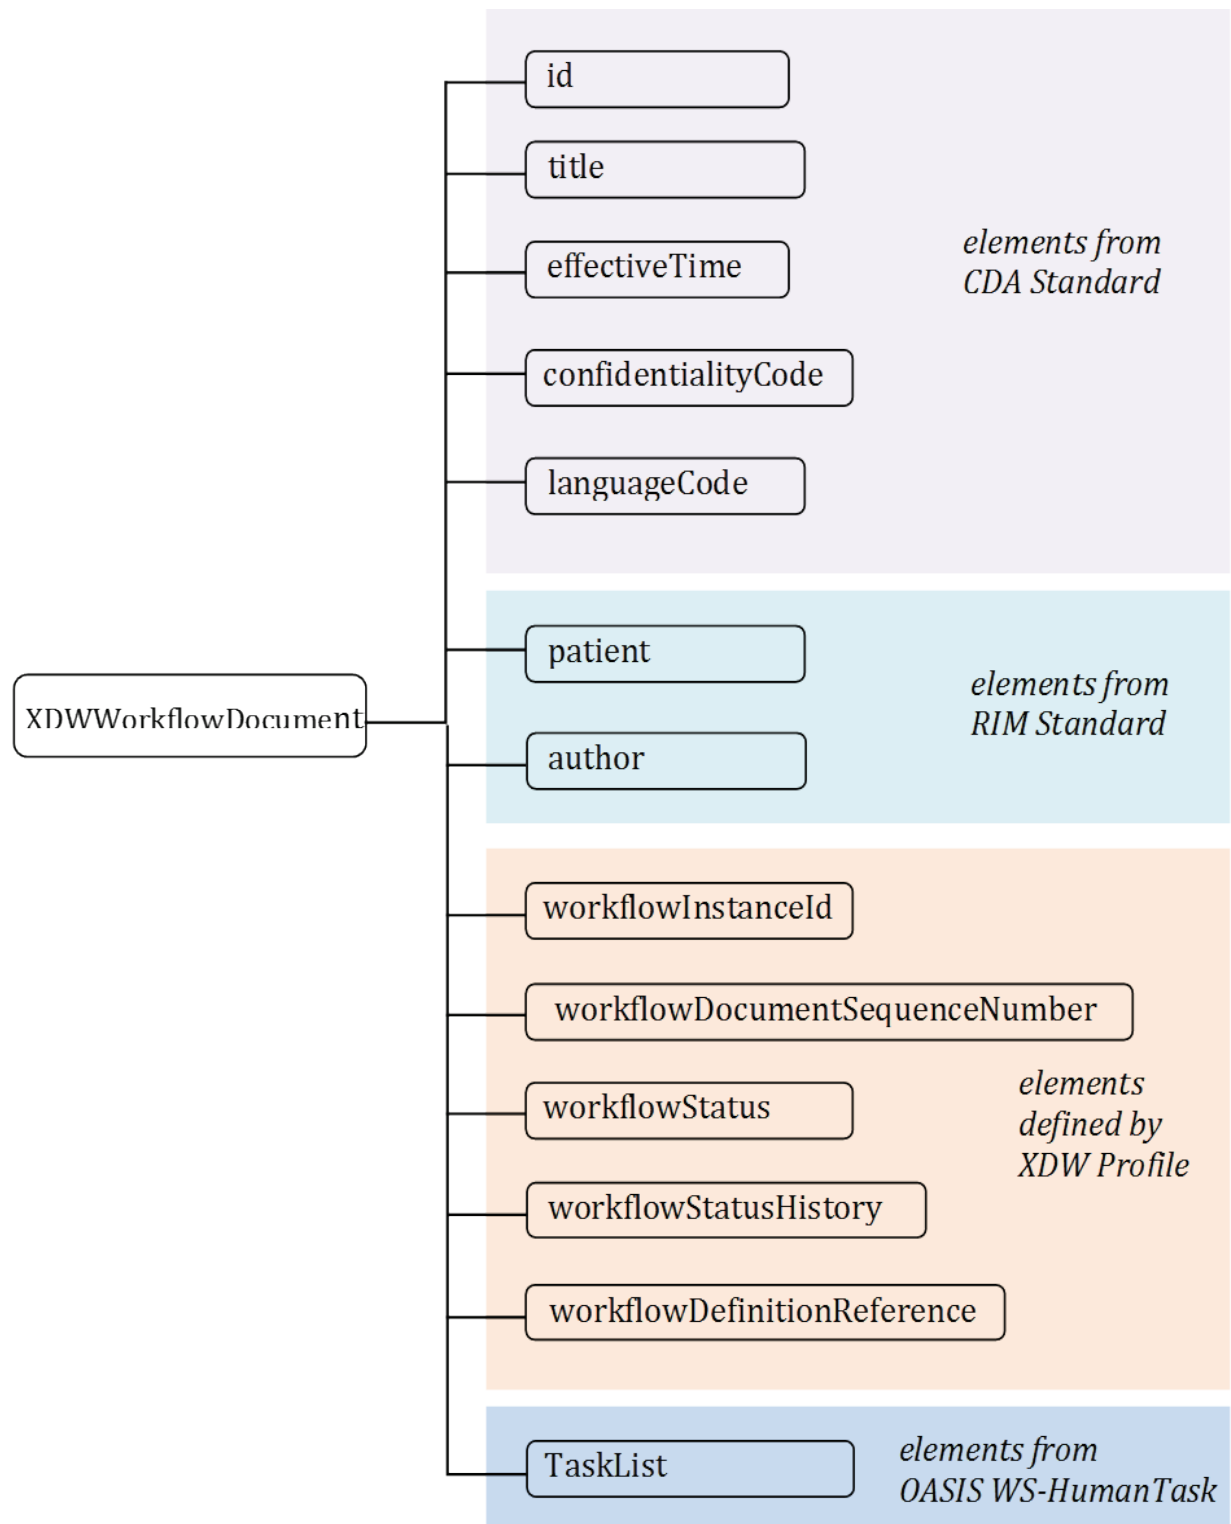 id
title
effectiveTime
elements from
CDA Standard
confidentialityCode
languageCode
patient
elements from
RIM Standard
XDWWorkflowDocument
author
workflowInstanceId
workflowDocumentSequenceNumber
elements
defined by
XDW Profile
workflowStatus
workflowStatusHistory
workflowDefinitionReference
TaskList
elements from
OASIS WS-HumanTask